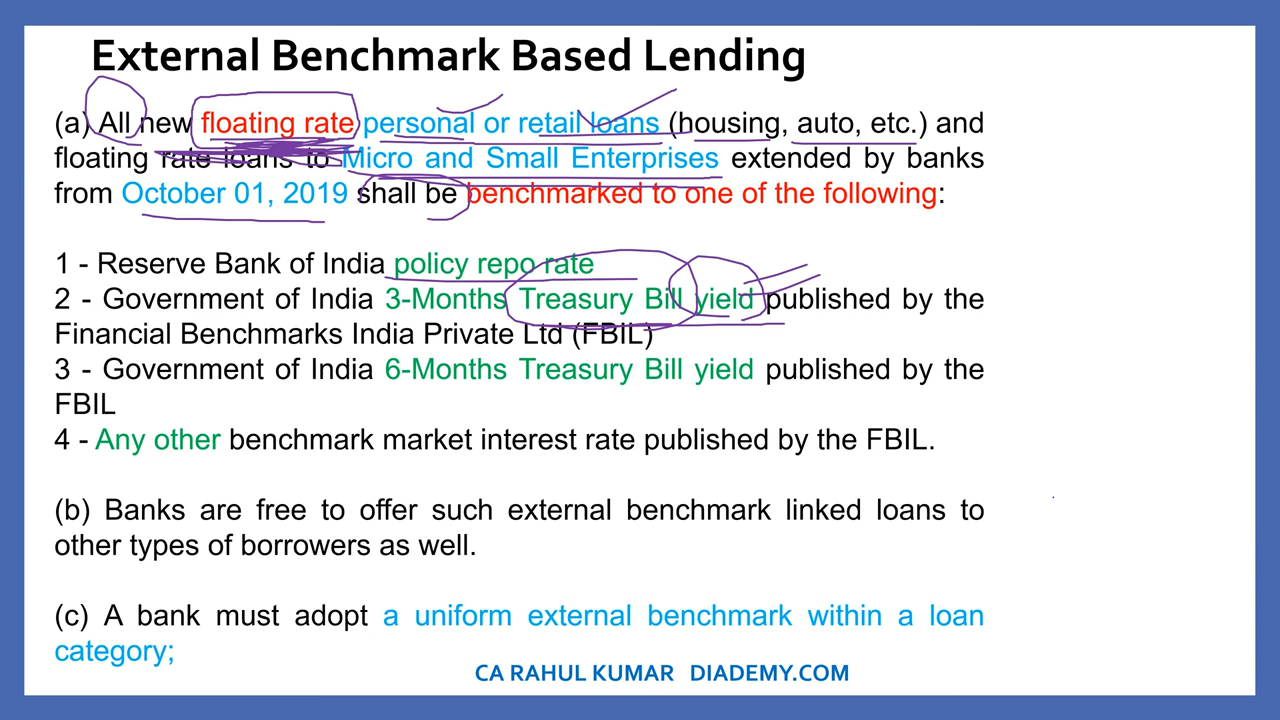 External Benchmark Based Lending
(a) All new floating rate personal or retail loans (housing, auto, etc.) and
floating rate loans to Micro and Small Enterprises extended by banks
from October 01, 2019 shall be benchmarked to one of the following:
1 - Reserve Bank of India policy repo rate
2 - Government of India 3-Months Treasury Bill yield published by the
Financial Benchmarks India Private Ltd (FBIL)
3 - Government of India 6-Months Treasury Bill yield published by the
FBIL
4 - Any other benchmark market interest rate published by the FBIL.
(b) Banks are free to offer such external benchmark linked loans to
other types of borrowers as well.
(c) A bank must adopt a uniform external benchmark within a loan
category;
CA RAHUL KUMAR DIADEMY.COM